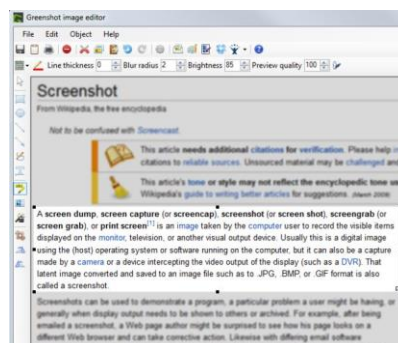 Greenshot image editor
File Edit Object Help
Line thickness 0 Blur radius 2 Brightness 85 Preview quality 100
Screenshot
From Wikipedia, the free encyclopedia
Not to be confused with Screencast.
This article needs additional citations for verification. Please help i
citations to reliable sources. Unsourced material may be challenged an
This article's tone or style may not reflect the encyclopedic tone us
Wikipedia's guide to writing better articles for suggestions. (March 2009)
A screen dump, screen capture (or screencap), screenshot (or screen shot), screengrab (or
screen grab), or print screen[1] is an image taken by the computer user to record the visible items
displayed on the monitor, television, or another visual output device. Usually this is a digital image
using the (host) operating system or software running on the computer, but it can also be a capture
made by a camera or a device intercepting the video output of the display (such as a DVR). That
latent image converted and saved to an image file such as to .JPG, .BMP, or .GIF format is also
called a screenshot.
Screenshots can be used to demonstrate a program, a particular problem a user might be having, or
generally when display output needs to be shown to others or archived. For example, after being
emailed a screenshot, a Web page author might be surprised to see how his page looks on a
different Web browser and can take corrective action. Likewise with differing email software